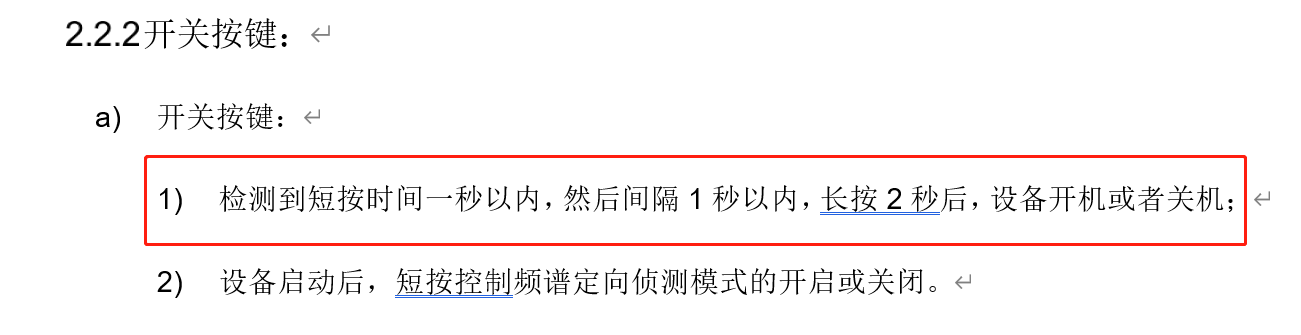 2.2.2开关按键：
a) 开关按键：
1) 检测到短按时间一秒以内，然后间隔 1 秒以内，长按 2 秒后，设备开机或者关机；
2) 设备启动后，短按控制频谱定向侦测模式的开启或关闭。